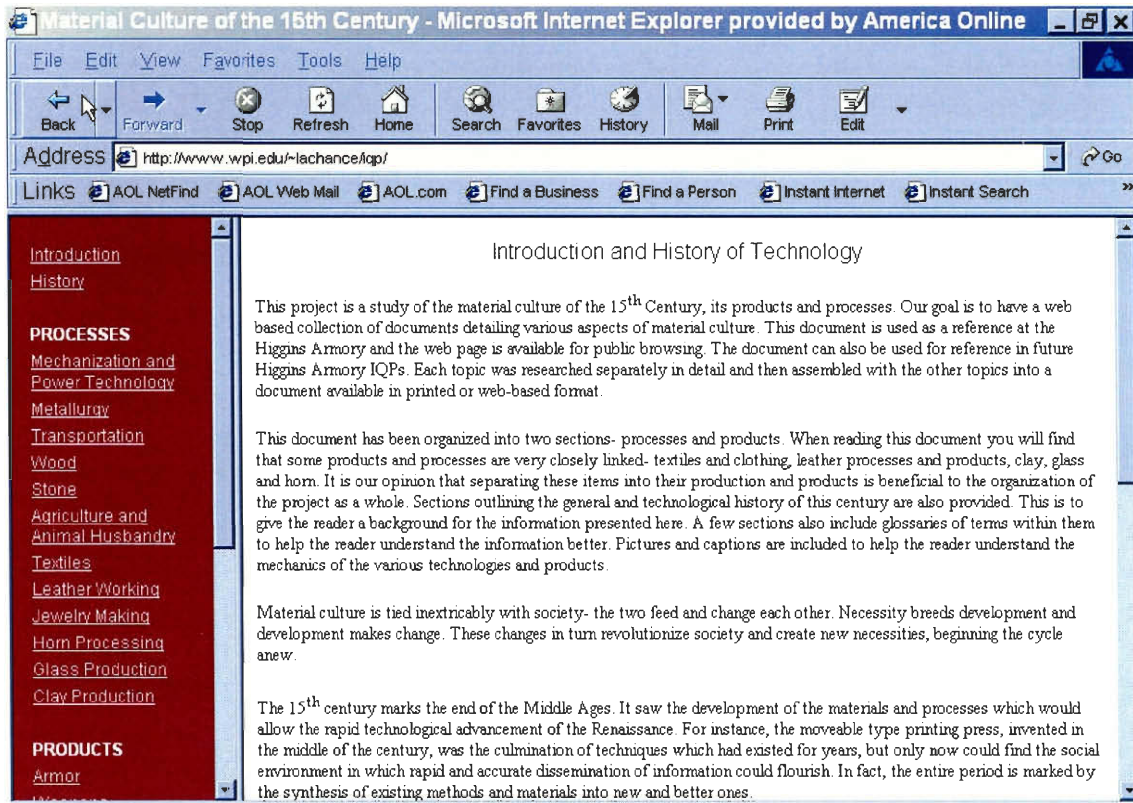 Material Culture of the 15th Century - Microsoft Internet Explorer provided by America Online
File Edit View Favorites Tools Help
Back Forward Stop Refresh Home Search Favorites History Mail Print Edit
Address http://www.wpi.edu/~lachance/iqp/ Go
Links AOL NetFind AOL Web Mail AOL.com Find a Business Find a Person Instant Internet Instant Search »
Introduction
History
PROCESSES
Mechanization and
Power Technology
Metallurgy
Transportation
Wood
Stone
Agriculture and
Animal Husbandry
Textiles
Leather Working
Jewelry Making
Horn Processing
Glass Production
Clay Production
PRODUCTS
Armor
Introduction and History of Technology
This project is a study of the material culture of the 15th Century, its products and processes. Our goal is to have a web
based collection of documents detailing various aspects of material culture. This document is used as a reference at the
Higgins Armory and the web page is available for public browsing. The document can also be used for reference in future
Higgins Armory IQPs. Each topic was researched separately in detail and then assembled with the other topics into a
document available in printed or web-based format.
This document has been organized into two sections- processes and products. When reading this document you will find
that some products and processes are very closely linked- textiles and clothing, leather processes and products, clay, glass
and horn. It is our opinion that separating these items into their production and products is beneficial to the organization of
the project as a whole. Sections outlining the general and technological history of this century are also provided. This is to
give the reader a background for the information presented here. A few sections also include glossaries of terms within them
to help the reader understand the information better. Pictures and captions are included to help the reader understand the
mechanics of the various technologies and products.
Material culture is tied inextricably with society- the two feed and change each other. Necessity breeds development and
development makes change. These changes in turn revolutionize society and create new necessities, beginning the cycle
anew.
The 15th century marks the end of the Middle Ages. It saw the development of the materials and processes which would
allow the rapid technological advancement of the Renaissance. For instance, the moveable type printing press, invented in
the middle of the century, was the culmination of techniques which had existed for years, but only now could find the social
environment in which rapid and accurate dissemination of information could flourish. In fact, the entire period is marked by
the synthesis of existing methods and materials into new and better ones.